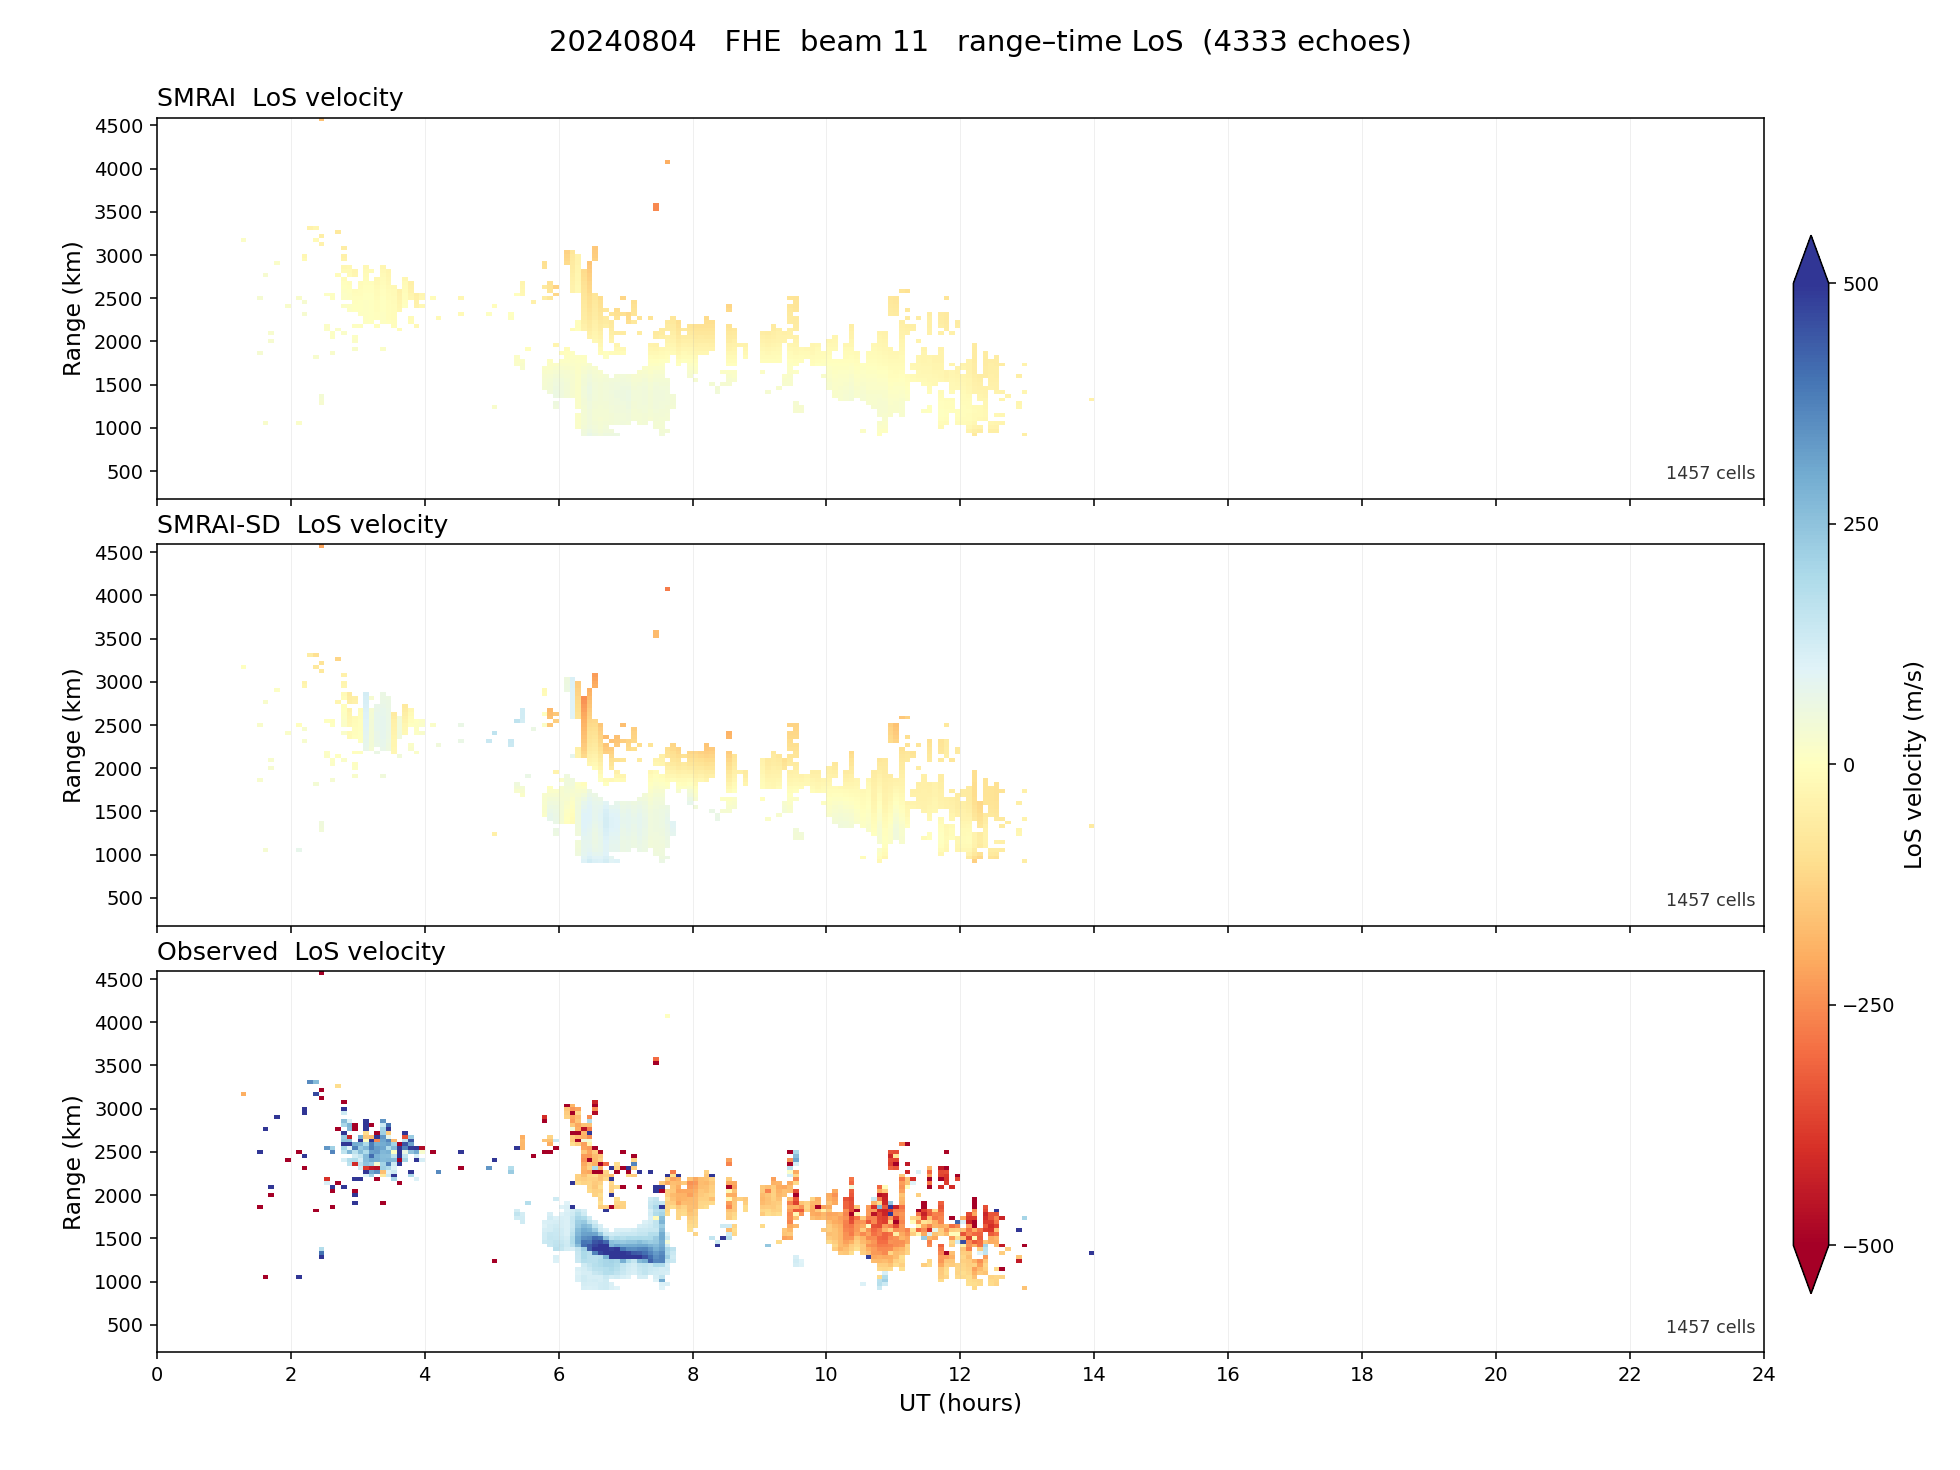 20240804   FHE  beam 11   range–time LoS  (4333 echoes)
SMRAI  LoS velocity
4500
4000
3500
3000
2500
2000
1500
1000
500
Range (km)
1457 cells
SMRAI-SD  LoS velocity
4500
4000
3500
3000
2500
2000
1500
1000
500
Range (km)
1457 cells
Observed  LoS velocity
4500
4000
3500
3000
2500
2000
1500
1000
500
Range (km)
1457 cells
0 2 4 6 8 10 12 14 16 18 20 22 24
UT (hours)
500
250
0
−250
−500
LoS velocity (m/s)